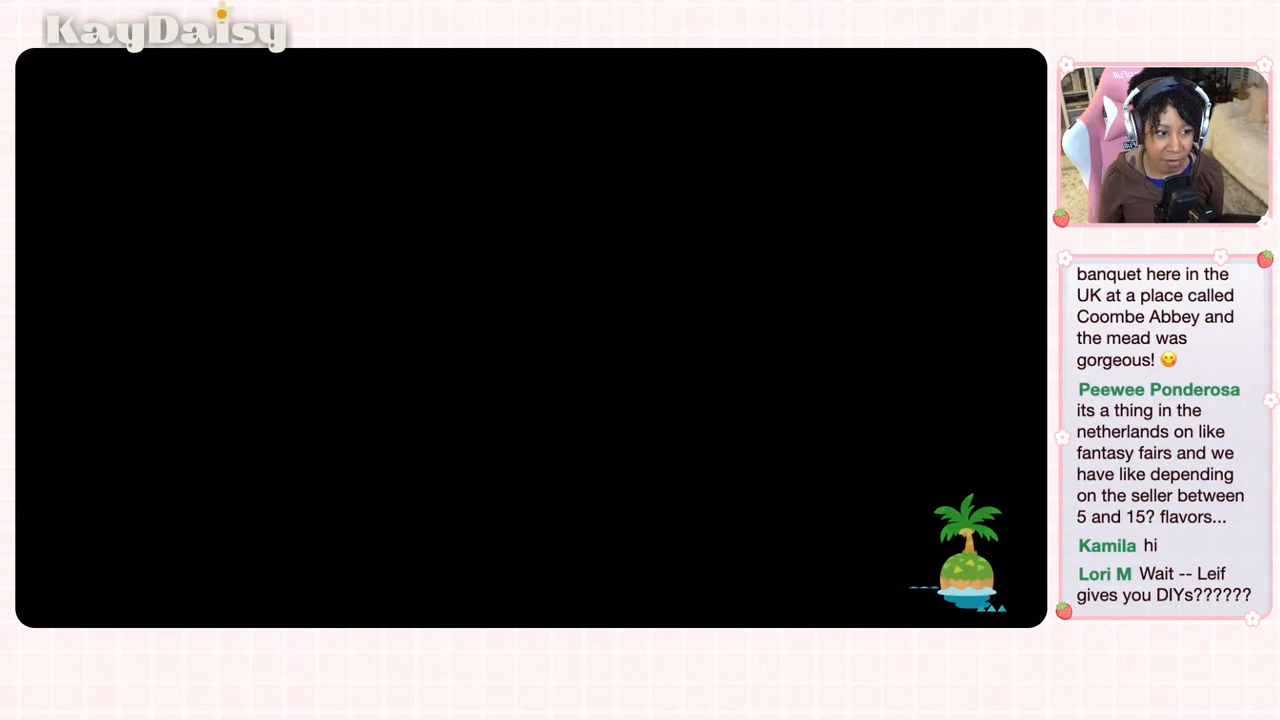 KayDaisy
banquet here in the
UK at a place called
Coombe Abbey and
the mead was
gorgeous! 😋
Peewee Ponderosa
its a thing in the
netherlands on like
fantasy fairs and we
have like depending
on the seller between
5 and 15? flavors...
Kamila hi
Lori M Wait -- Leif
gives you DIYs??????